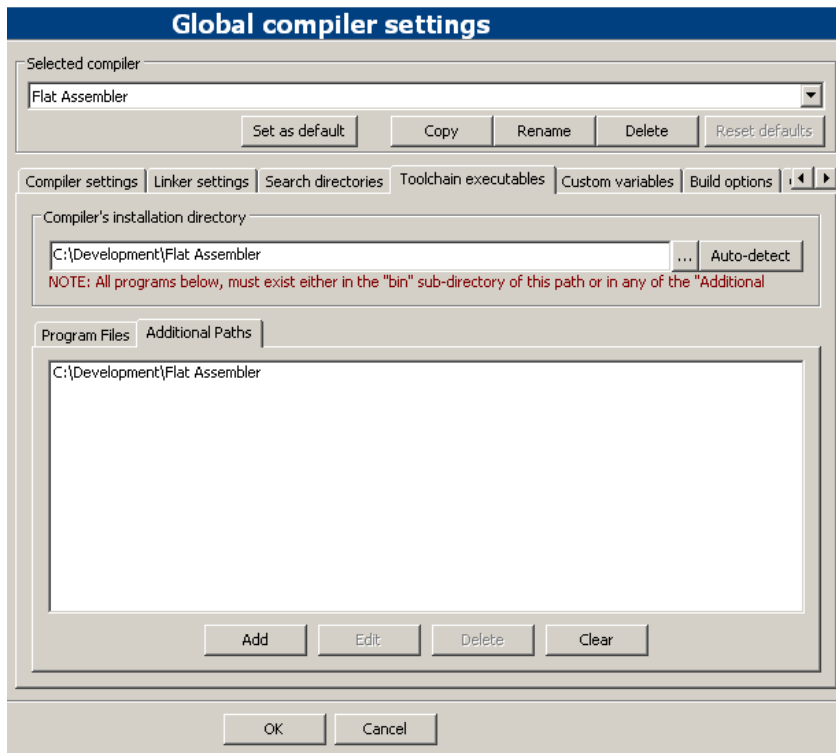 Global compiler settings
Selected compiler
Flat Assembler
Set as default Copy Rename Delete Reset defaults
Compiler settings Linker settings Search directories Toolchain executables Custom variables Build options
Compiler's installation directory
C:\Development\Flat Assembler ... Auto-detect
NOTE: All programs below, must exist either in the "bin" sub-directory of this path or in any of the "Additional
Program Files Additional Paths
C:\Development\Flat Assembler
Add Edit Delete Clear
OK Cancel